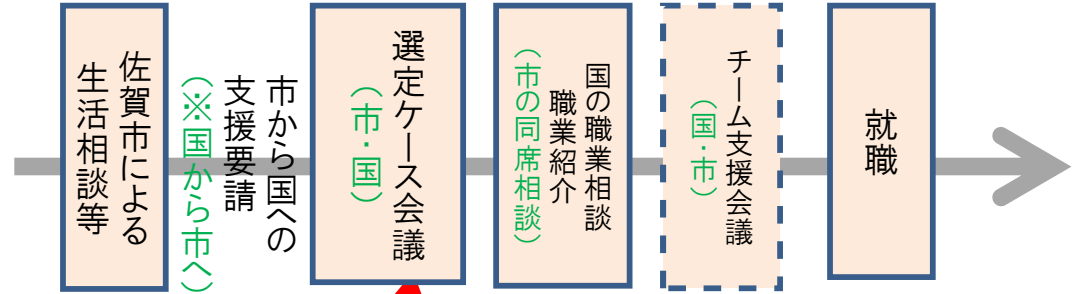 佐賀市による
生活相談等
市から国への
支援要請
（※国から市へ）
選定ケース会議
（市・国）
国の職業相談
職業紹介
（市の同席相談）
チーム支援会議
（国・市）
就職